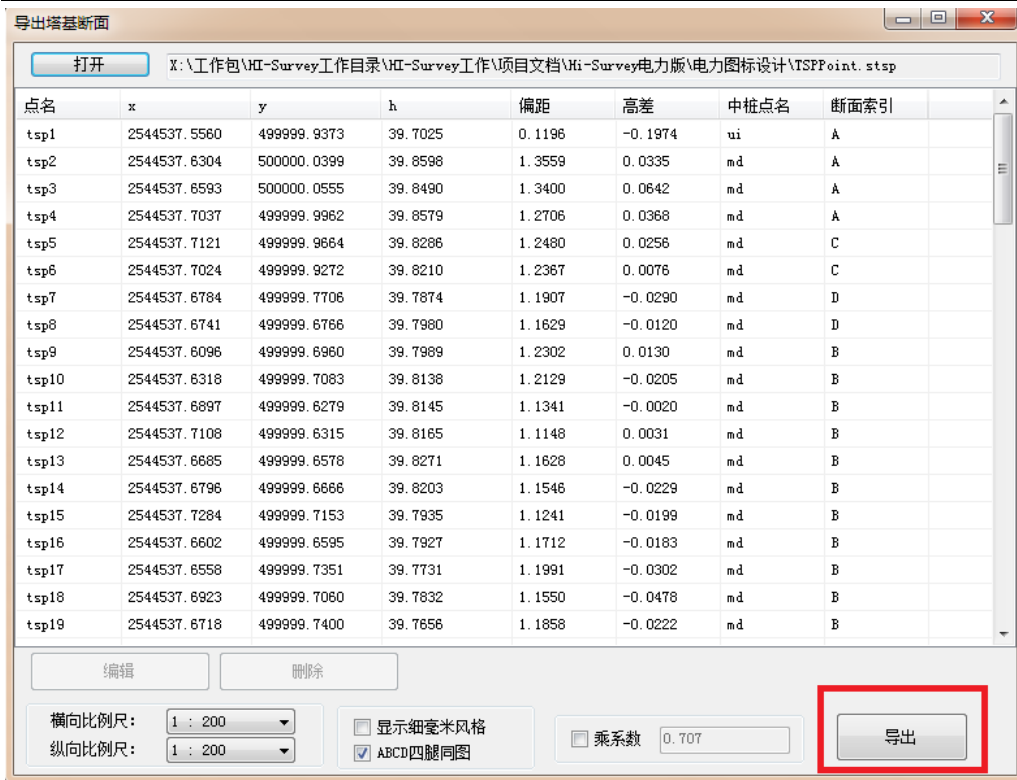 导出塔基断面
打开 X:\工作包\HI-Survey工作目录\HI-Survey工作\项目文档\Hi-Survey电力版\电力图标设计\TSPPoint.stsp
点名 x y h 偏距 高差 中桩点名 断面索引
tsp1 2544537.5560 499999.9373 39.7025 0.1196 -0.1974 ui A
tsp2 2544537.6304 500000.0399 39.8598 1.3559 0.0335 md A
tsp3 2544537.6593 500000.0555 39.8490 1.3400 0.0642 md A
tsp4 2544537.7037 499999.9962 39.8579 1.2706 0.0368 md A
tsp5 2544537.7121 499999.9664 39.8286 1.2480 0.0256 md C
tsp6 2544537.7024 499999.9272 39.8210 1.2367 0.0076 md C
tsp7 2544537.6784 499999.7706 39.7874 1.1907 -0.0290 md D
tsp8 2544537.6741 499999.6766 39.7980 1.1629 -0.0120 md D
tsp9 2544537.6096 499999.6960 39.7989 1.2302 0.0130 md B
tsp10 2544537.6318 499999.7083 39.8138 1.2129 -0.0205 md B
tsp11 2544537.6897 499999.6279 39.8145 1.1341 -0.0020 md B
tsp12 2544537.7108 499999.6315 39.8165 1.1148 0.0031 md B
tsp13 2544537.6685 499999.6578 39.8271 1.1628 0.0045 md B
tsp14 2544537.6796 499999.6666 39.8203 1.1546 -0.0229 md B
tsp15 2544537.7284 499999.7153 39.7935 1.1241 -0.0199 md B
tsp16 2544537.6602 499999.6595 39.7927 1.1712 -0.0183 md B
tsp17 2544537.6558 499999.7351 39.7731 1.1991 -0.0302 md B
tsp18 2544537.6923 499999.7060 39.7832 1.1550 -0.0478 md B
tsp19 2544537.6718 499999.7400 39.7656 1.1858 -0.0222 md B
编辑 删除
横向比例尺： 1 : 200
纵向比例尺： 1 : 200
显示细毫米风格
ABCD四腿同图
乘系数 0.707
导出